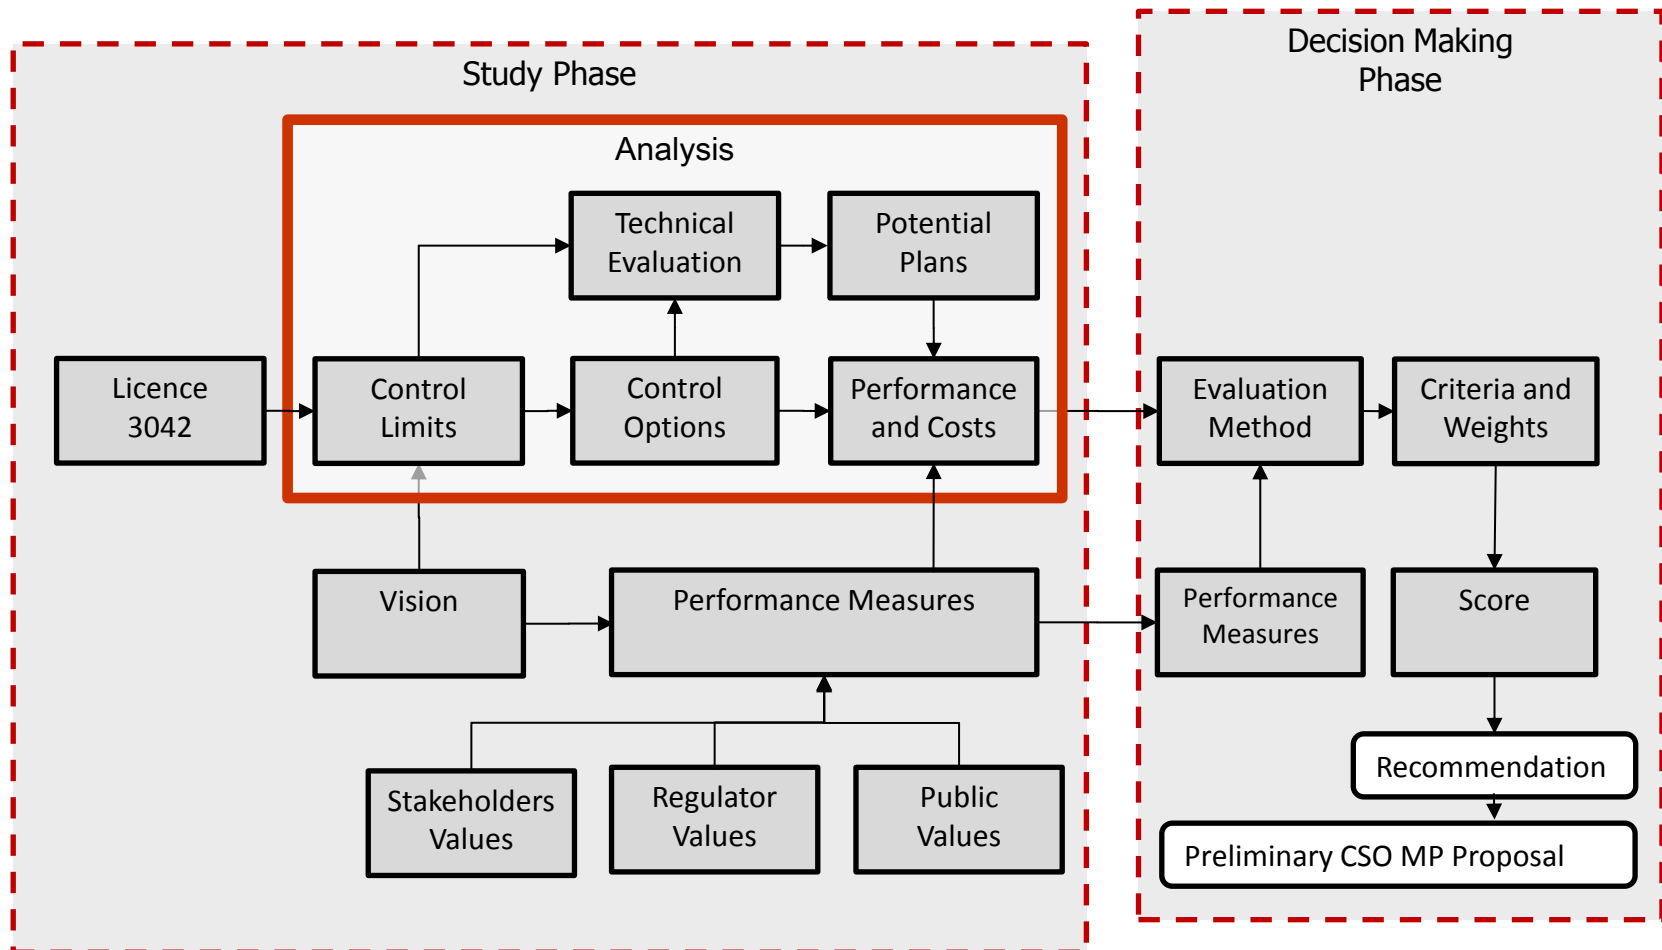 Study Phase
Analysis
Technical
Evaluation
Potential
Plans
Licence
3042
Control
Limits
Control
Options
Performance
and Costs
Vision
Performance Measures
Stakeholders
Values
Regulator
Values
Public
Values
Decision Making
Phase
Evaluation
Method
Criteria and
Weights
Performance
Measures
Score
Recommendation
Preliminary CSO MP Proposal